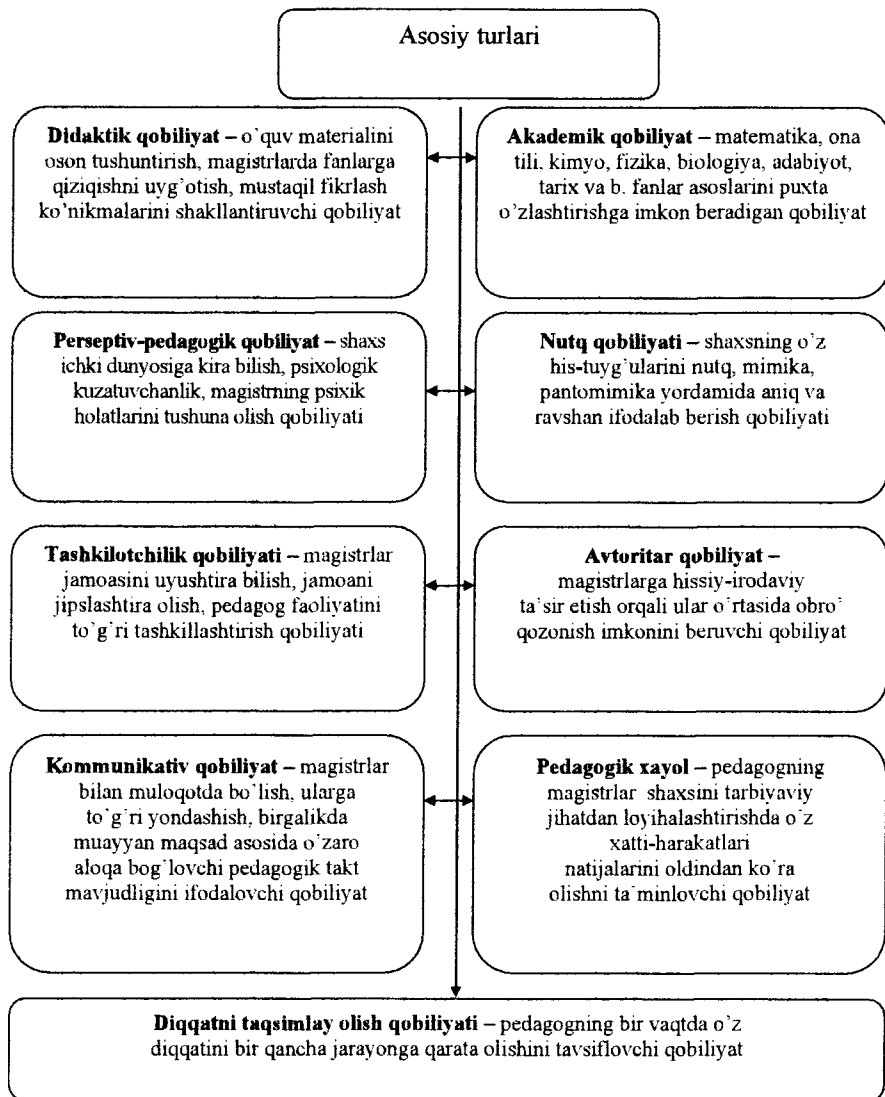 Asosiy turlari
Didaktik qobiliyat – o`quv materialini
oson tushuntirish, magistrlarda fanlarga
qiziqishni uyg`otish, mustaqil fikrlash
ko`nikmalarini shakllantiruvchi qobiliyat
Akademik qobiliyat – matematika, ona
tili, kimyo, fizika, biologiya, adabiyot,
tarix va b. fanlar asoslarini puxta
o`zlashtirishga imkon beradigan qobiliyat
Perseptiv-pedagogik qobiliyat – shaxs
ichki dunyosiga kira bilish, psixologik
kuzatuvchanlik, magistrning psixik
holatlarini tushuna olish qobiliyati
Nutq qobiliyati – shaxsning o`z
his-tuyg`ularini nutq, mimika,
pantomimika yordamida aniq va
ravshan ifodalab berish qobiliyati
Tashkilotchilik qobiliyati – magistrlar
jamoasini uyushtira bilish, jamoani
jipslashtira olish, pedagog faoliyatini
to`g`ri tashkillashtirish qobiliyati
Avtoritar qobiliyat –
magistrlarga hissiy-irodaviy
ta`sir etish orqali ular o`rtasida obro`
qozonish imkonini beruvchi qobiliyat
Kommunikativ qobiliyat – magistrlar
bilan muloqotda bo`lish, ularga
to`g`ri yondashish, birgalikda
muayyan maqsad asosida o`zaro
aloqa bog`lovchi pedagogik takt
mavjudligini ifodalovchi qobiliyat
Pedagogik xayol – pedagogning
magistrlar shaxsini tarbiyaviy
jihatdan loyihalashtirishda o`z
xatti-harakatlari
natijalarini oldindan ko`ra
olishni ta`minlovchi qobiliyat
Diqqatni taqsimlay olish qobiliyati – pedagogning bir vaqtda o`z
diqqatini bir qancha jarayonga qarata olishini tavsiflovchi qobiliyat